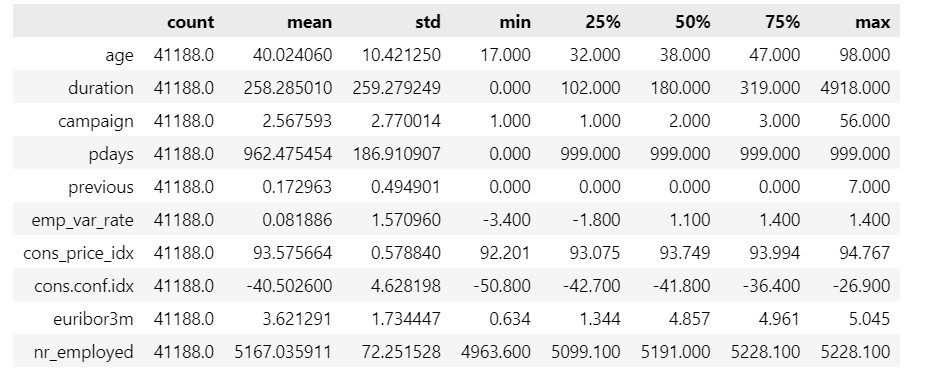 count mean std min 25% 50% 75% max
age 41188.0 40.024060 10.421250 17.000 32.000 38.000 47.000 98.000
duration 41188.0 258.285010 259.279249 0.000 102.000 180.000 319.000 4918.000
campaign 41188.0 2.567593 2.770014 1.000 1.000 2.000 3.000 56.000
pdays 41188.0 962.475454 186.910907 0.000 999.000 999.000 999.000 999.000
previous 41188.0 0.172963 0.494901 0.000 0.000 0.000 0.000 7.000
emp_var_rate 41188.0 0.081886 1.570960 -3.400 -1.800 1.100 1.400 1.400
cons_price_idx 41188.0 93.575664 0.578840 92.201 93.075 93.749 93.994 94.767
cons.conf.idx 41188.0 -40.502600 4.628198 -50.800 -42.700 -41.800 -36.400 -26.900
euribor3m 41188.0 3.621291 1.734447 0.634 1.344 4.857 4.961 5.045
nr_employed 41188.0 5167.035911 72.251528 4963.600 5099.100 5191.000 5228.100 5228.100